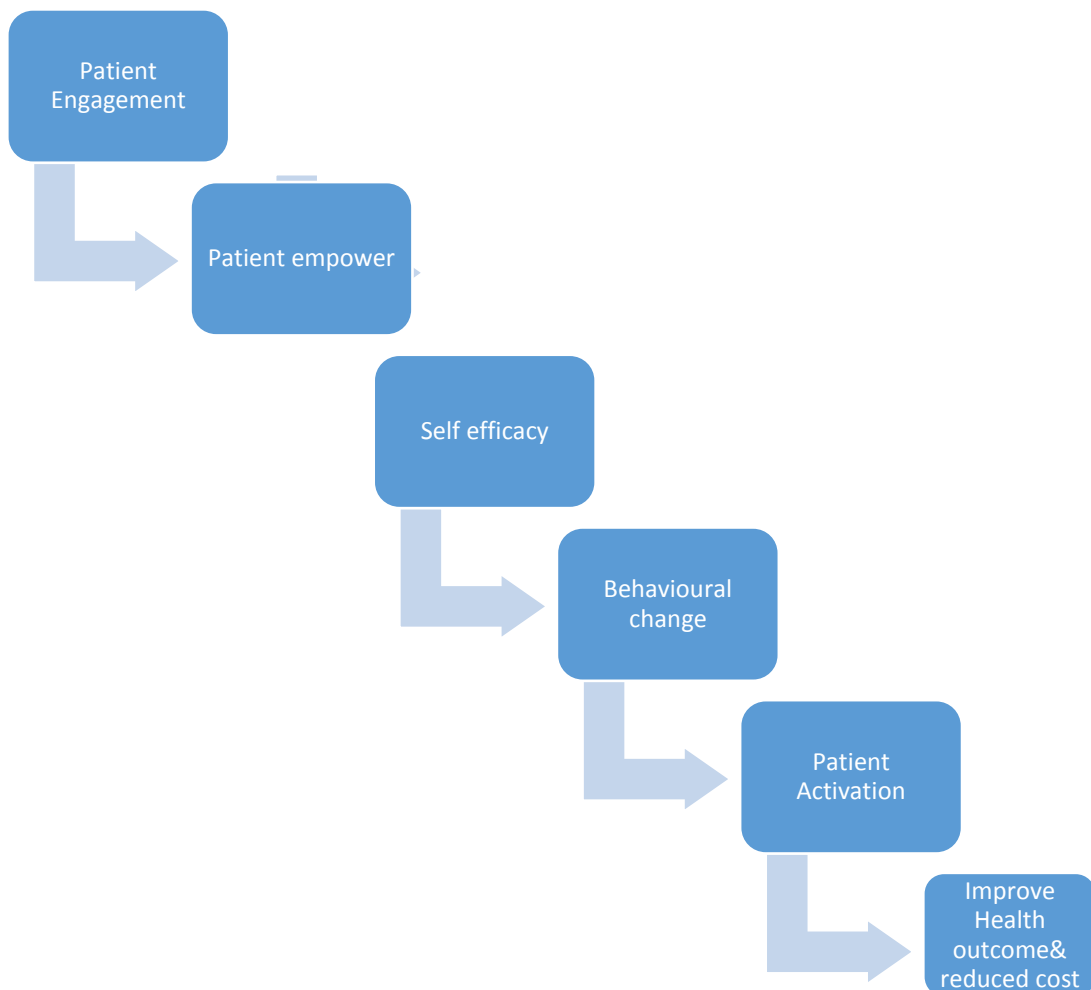 Patient
Engagement
Patient empower
Self efficacy
Behavioural
change
Patient
Activation
Improve
Health
outcome&
reduced cost